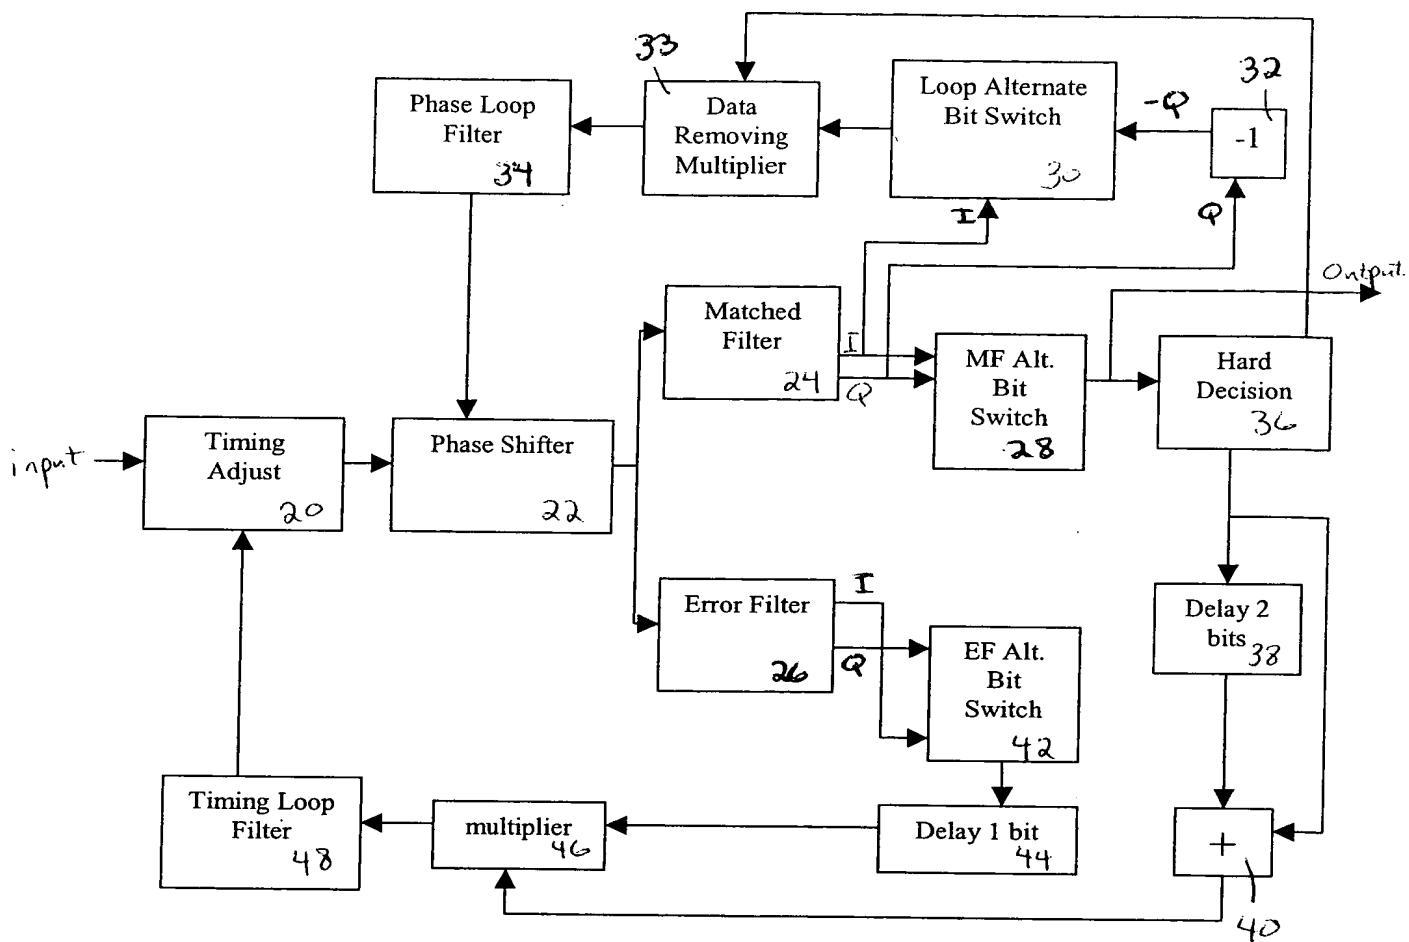 33
Phase Loop
Filter
34
Data
Removing
Multiplier
Loop Alternate
Bit Switch
30
-Q
32
-1
I
Q
Output.
Matched
Filter
24
I
Q
MF Alt.
Bit
Switch
28
Hard
Decision
36
input
Timing
Adjust
20
Phase Shifter
22
Error Filter
26
I
Q
EF Alt.
Bit
Switch
42
Delay 2
bits
38
Timing Loop
Filter
48
multiplier
46
Delay 1 bit
44
+
40